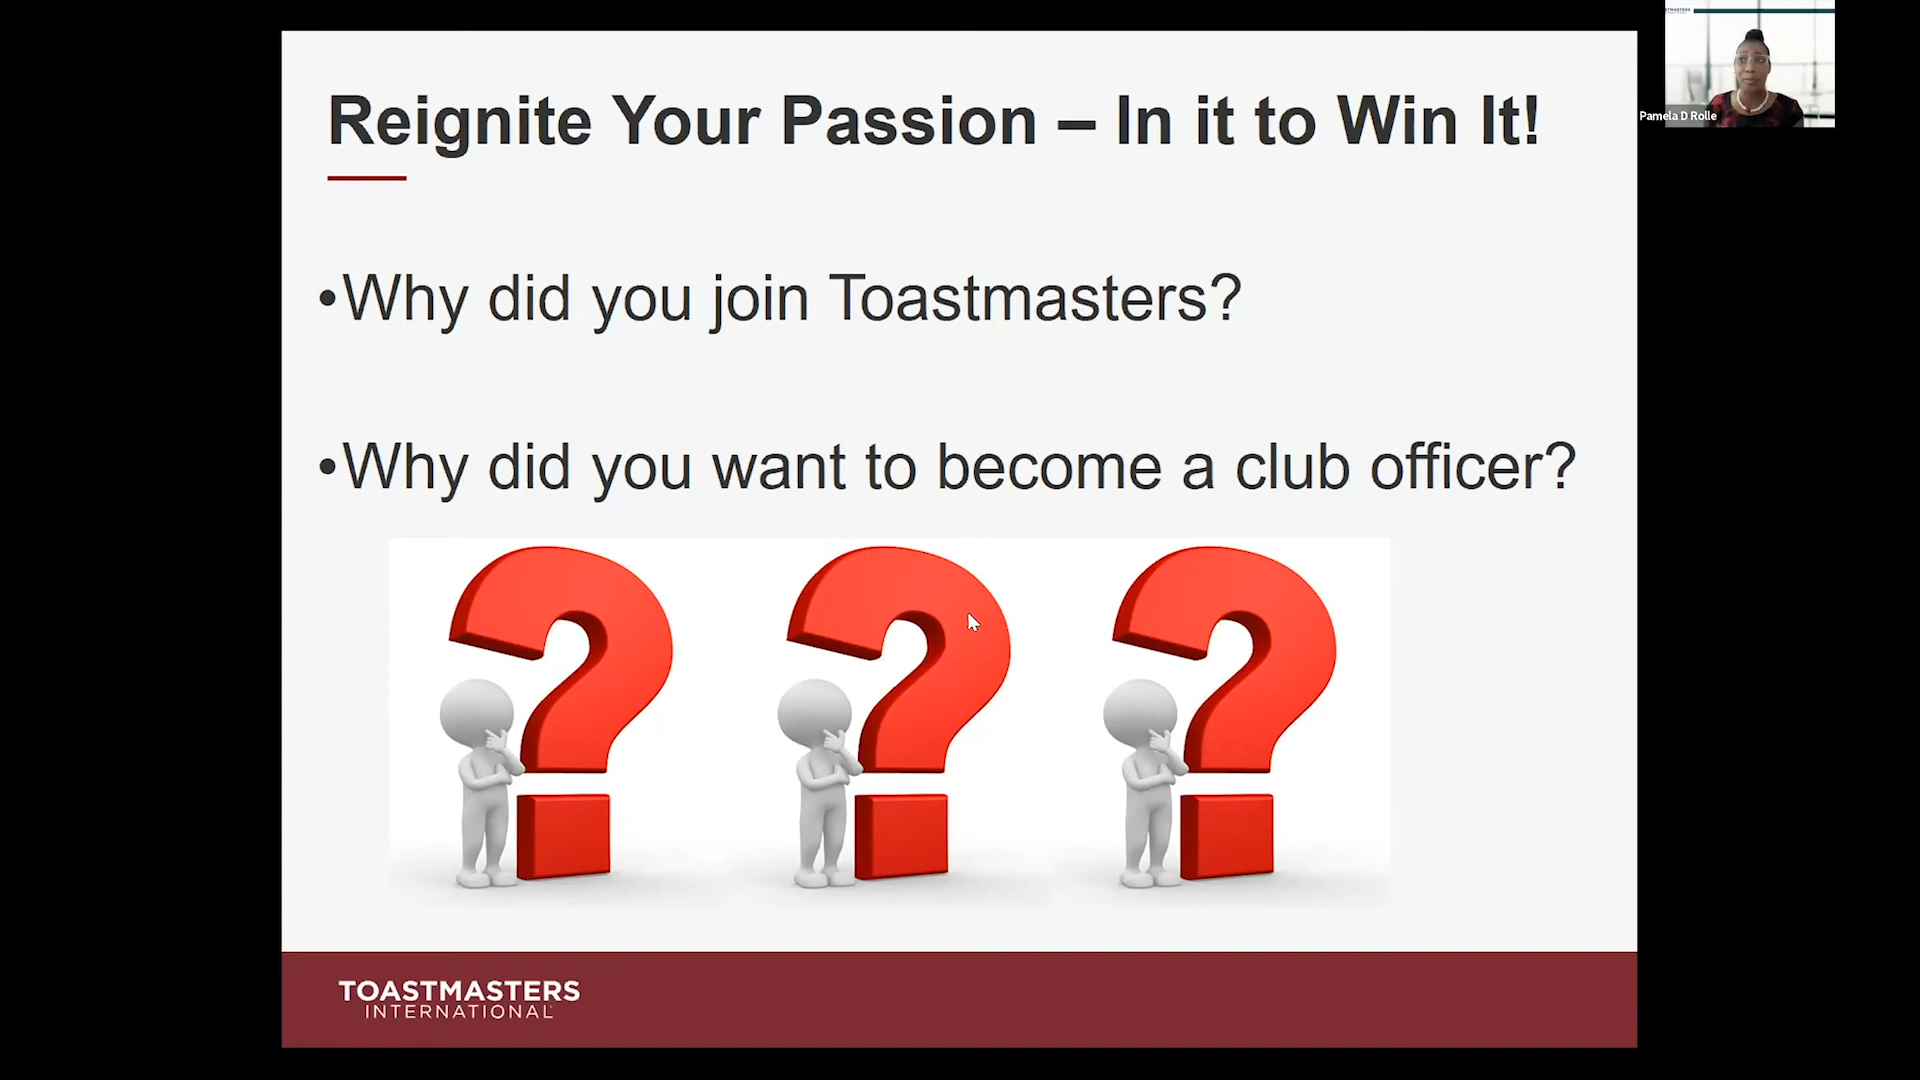 Reignite Your Passion – In it to Win It!
•Why did you join Toastmasters?
•Why did you want to become a club officer?
TOASTMASTERS
INTERNATIONAL
Pamela D Rolle